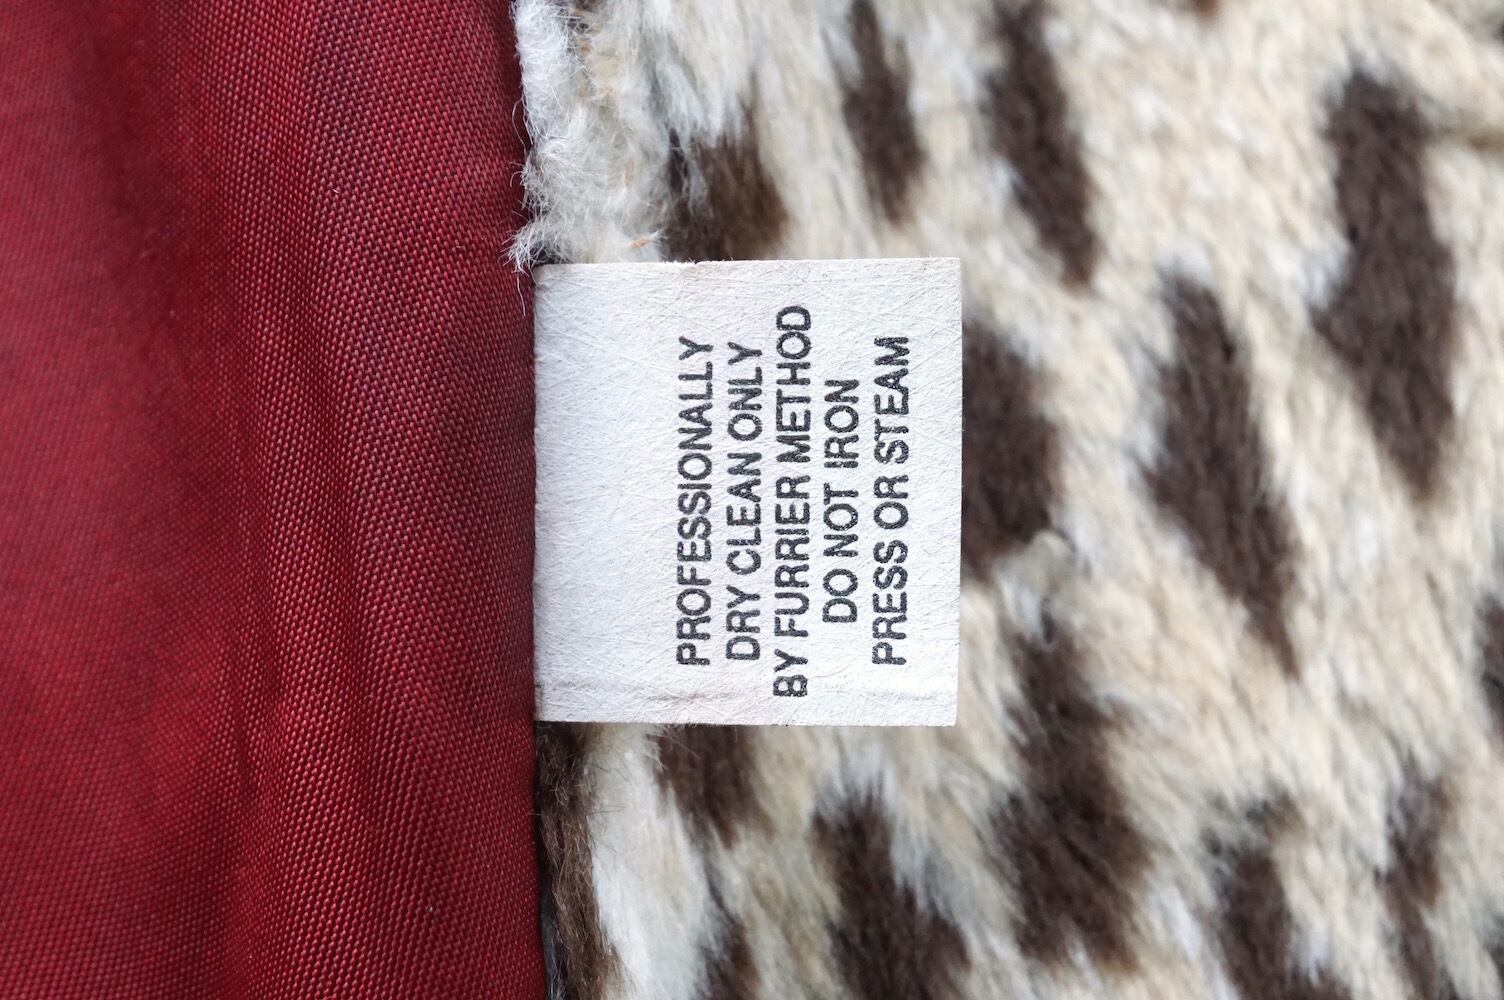 PROFESSIONALLY
DRY CLEAN ONLY
BY FURRIER METHOD
DO NOT IRON
PRESS OR STEAM